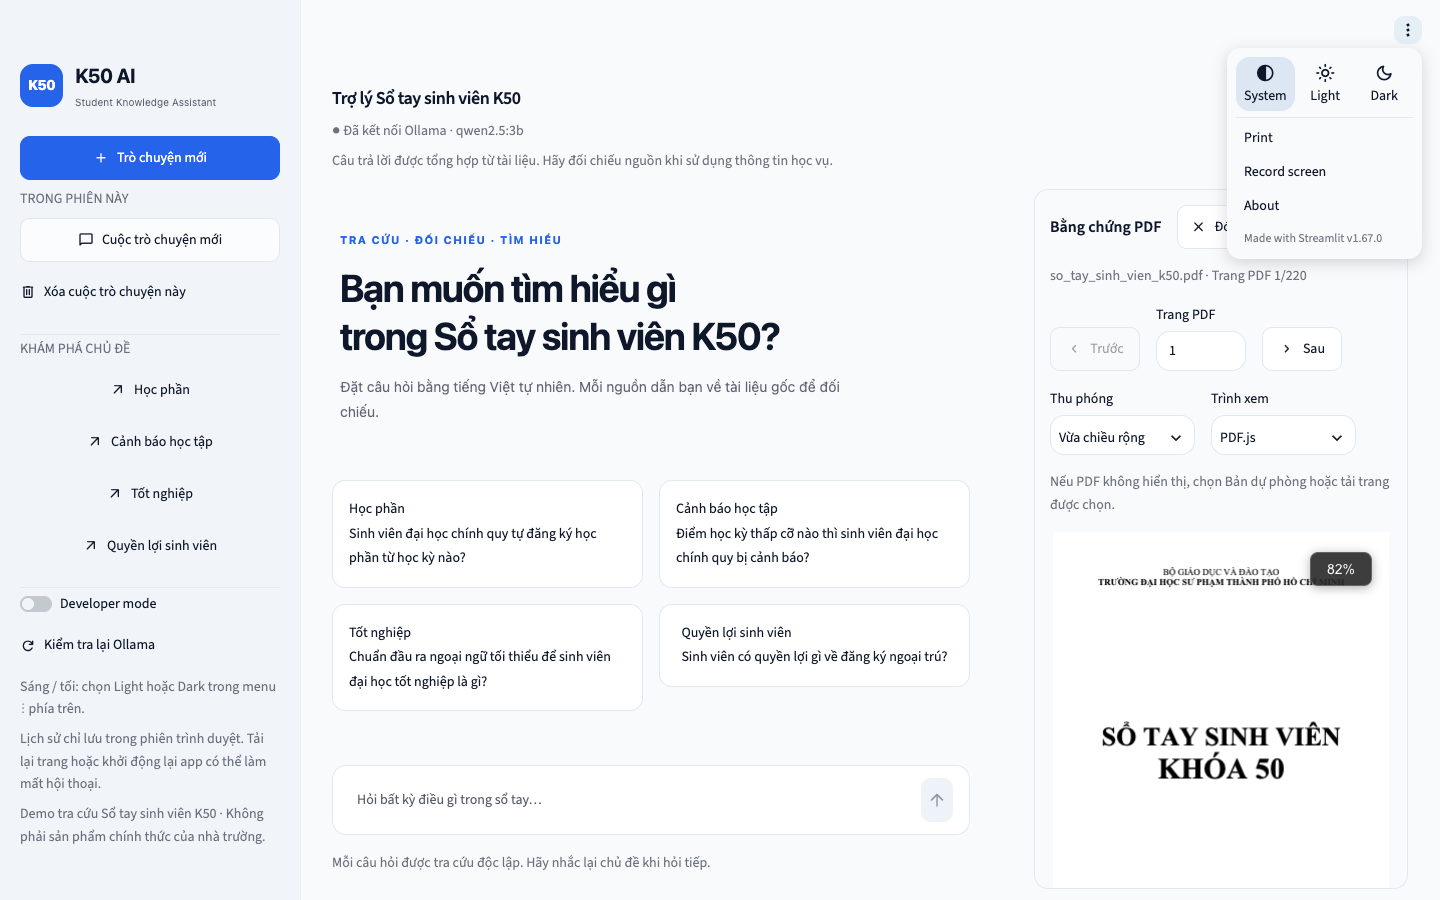 K50
K50 AI
Student Knowledge Assistant
Trò chuyện mới
TRONG PHIÊN NÀY
Cuộc trò chuyện mới
Xóa cuộc trò chuyện này
KHÁM PHÁ CHỦ ĐỀ
Học phần
Cảnh báo học tập
Tốt nghiệp
Quyền lợi sinh viên
Developer mode
Kiểm tra lại Ollama
Sáng / tối: chọn Light hoặc Dark trong menu
⋮ phía trên.
Lịch sử chỉ lưu trong phiên trình duyệt. Tải
lại trang hoặc khởi động lại app có thể làm
mất hội thoại.
Demo tra cứu Sổ tay sinh viên K50 · Không
phải sản phẩm chính thức của nhà trường.
Trợ lý Sổ tay sinh viên K50
● Đã kết nối Ollama · qwen2.5:3b
Câu trả lời được tổng hợp từ tài liệu. Hãy đối chiếu nguồn khi sử dụng thông tin học vụ.
TRA CỨU · ĐỐI CHIẾU · TÌM HIỂU
Bạn muốn tìm hiểu gì
trong Sổ tay sinh viên K50?
Đặt câu hỏi bằng tiếng Việt tự nhiên. Mỗi nguồn dẫn bạn về tài liệu gốc để đối
chiếu.
Học phần
Sinh viên đại học chính quy tự đăng ký học
phần từ học kỳ nào?
Cảnh báo học tập
Điểm học kỳ thấp cỡ nào thì sinh viên đại học
chính quy bị cảnh báo?
Tốt nghiệp
Chuẩn đầu ra ngoại ngữ tối thiểu để sinh viên
đại học tốt nghiệp là gì?
Quyền lợi sinh viên
Sinh viên có quyền lợi gì về đăng ký ngoại trú?
Hỏi bất kỳ điều gì trong sổ tay...
Mỗi câu hỏi được tra cứu độc lập. Hãy nhắc lại chủ đề khi hỏi tiếp.
System
Light
Dark
Print
Record screen
About
Made with Streamlit v1.67.0
Bằng chứng PDF
so_tay_sinh_vien_k50.pdf · Trang PDF 1/220
Trang PDF
Trước
1
Sau
Thu phóng
Trình xem
Vừa chiều rộng
PDF.js
Nếu PDF không hiển thị, chọn Bản dự phòng hoặc tải trang
được chọn.
82%
BỘ GIÁO DỤC VÀ ĐÀO TẠO
TRƯỜNG ĐẠI HỌC SƯ PHẠM THÀNH PHỐ HỒ CHÍ MINH
SỔ TAY SINH VIÊN
KHÓA 50